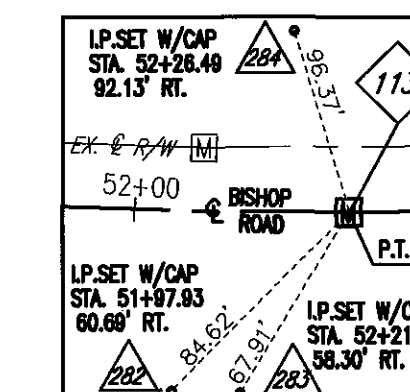 I.P.SET W/CAP
STA. 52+26.49
92.13' RT.
284
96.37'
113
EX. ℄ R/W M
52+00
℄ BISHOP
ROAD
M
P.T.
I.P.SET W/CAP
STA. 51+97.93
60.69' RT.
84.62'
67.91'
I.P.SET W/C
STA. 52+21
58.30' RT.
282
283